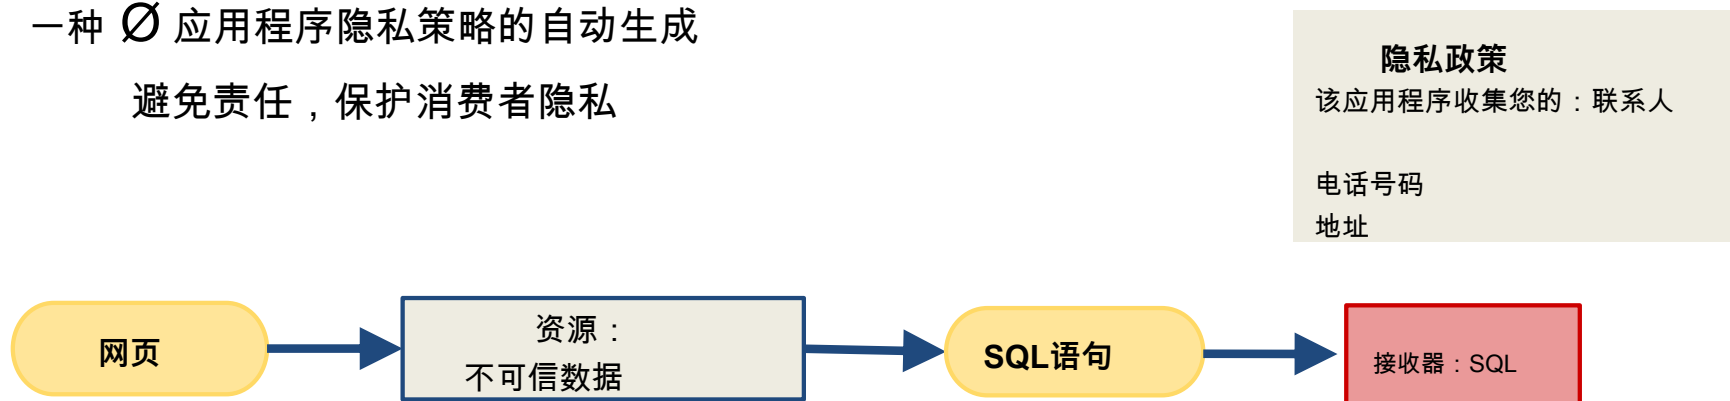 一种 Ø 应用程序隐私策略的自动生成
避免责任，保护消费者隐私
隐私政策
该应用程序收集您的：联系人
电话号码
地址
网页
资源：
不可信数据
SQL语句
接收器：SQL